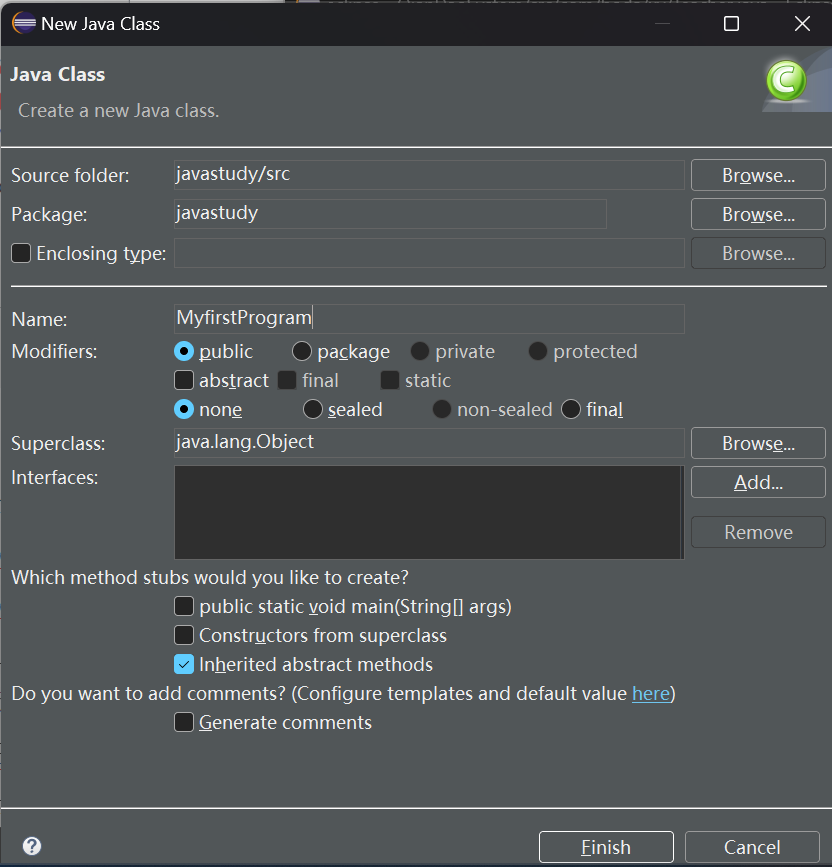 New Java Class
Java Class
Create a new Java class.
Source folder: javastudy/src Browse...
Package: javastudy Browse...
Enclosing type: Browse...
Name: MyfirstProgram
Modifiers: public package private protected
abstract final static
none sealed non-sealed final
Superclass: java.lang.Object Browse...
Interfaces: Add...
Remove
Which method stubs would you like to create?
public static void main(String[] args)
Constructors from superclass
Inherited abstract methods
Do you want to add comments? (Configure templates and default value here)
Generate comments
? Finish Cancel